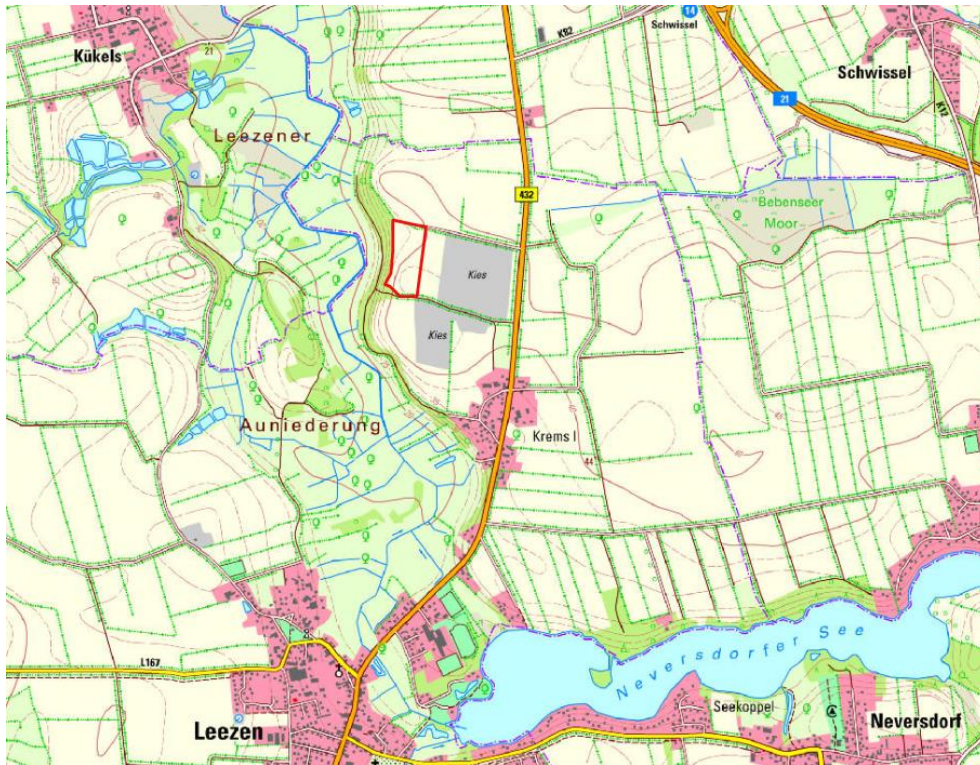 14
Schwissel
K62
21
Kükels
Schwissel
21
K12
Leezener
432
Bebenseer
Moor
Kies
Kies
Auniederung
Krems I
44
Neversdorfer See
L167
Seekoppel
Leezen
Neversdorf